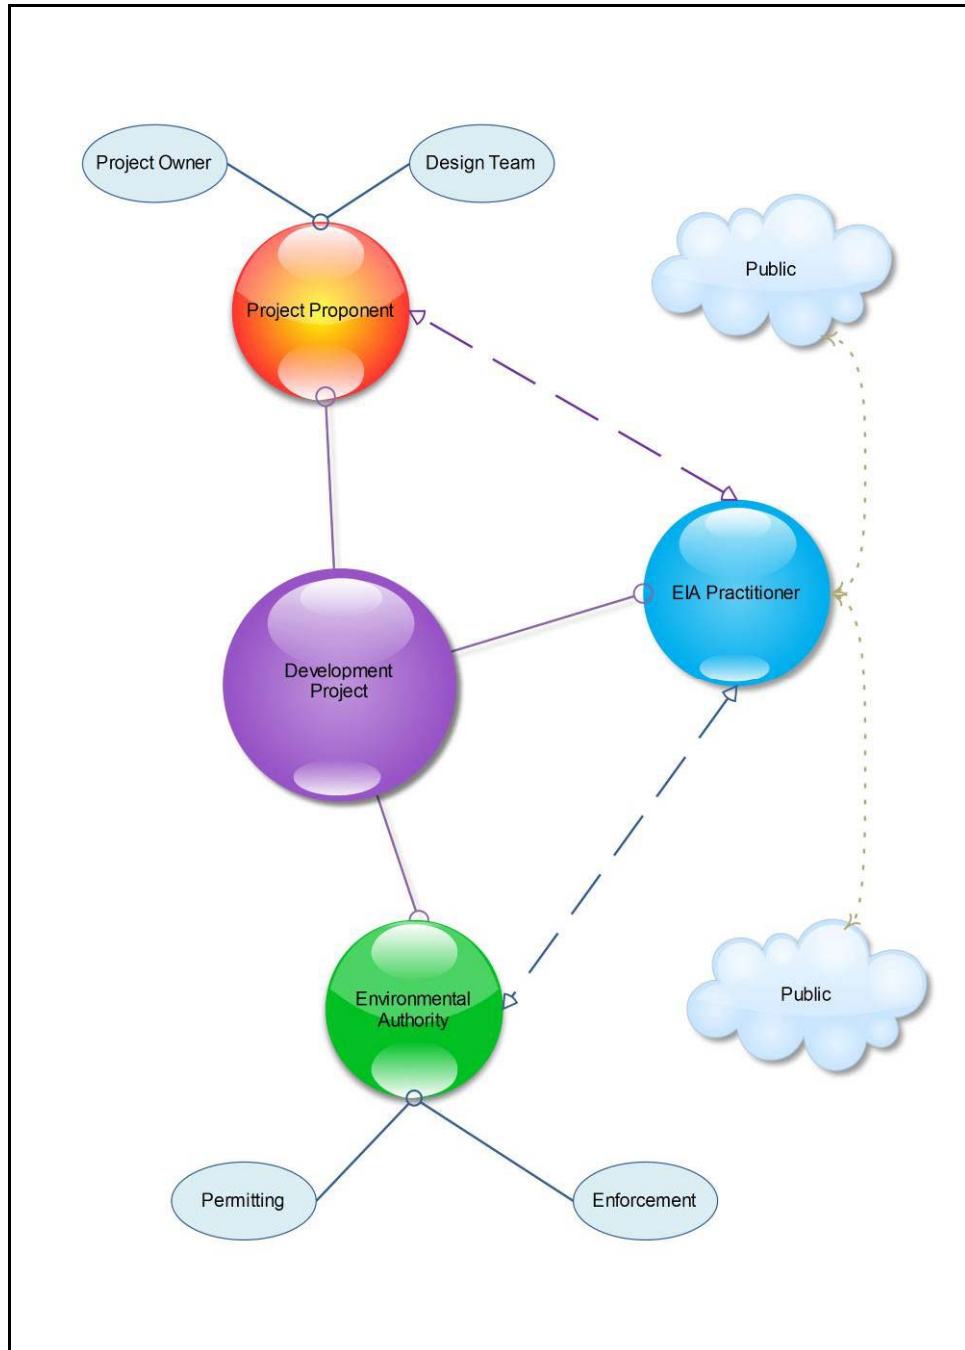 Project Owner
Design Team
Public
Project Proponent
EIA Practitioner
Development
Project
Environmental
Authority
Public
Permitting
Enforcement